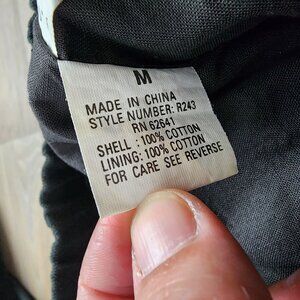 M
MADE IN CHINA
STYLE NUMBER: R243
RN 62641
SHELL : 100% COTTON
LINING: 100% COTTON
FOR CARE SEE REVERSE